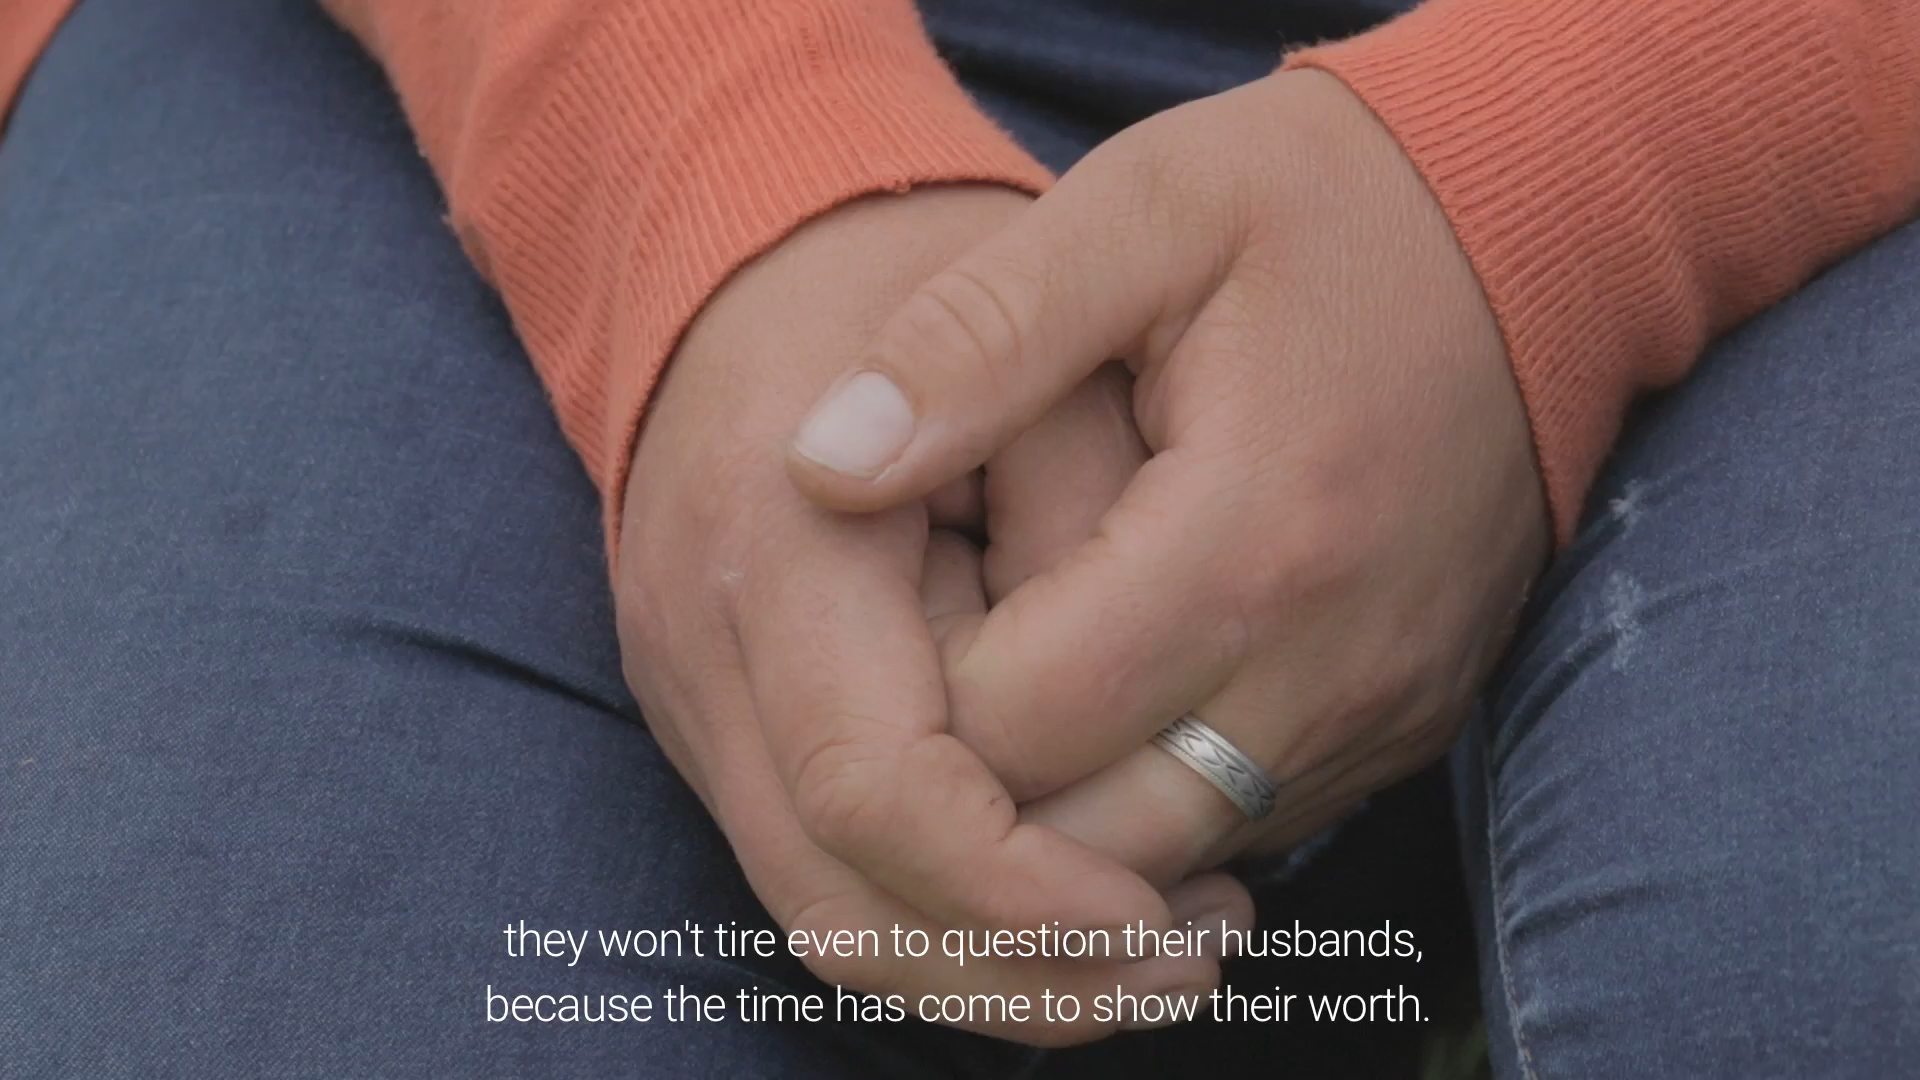 they won't tire even to question their husbands,
because the time has come to show their worth.